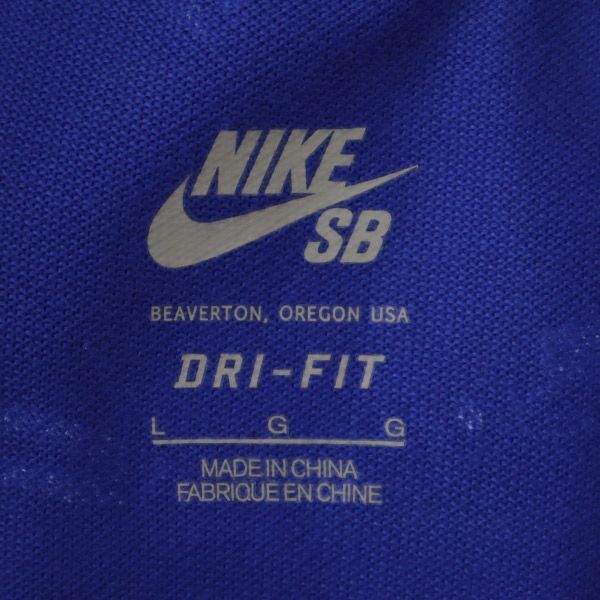 NIKE
SB
BEAVERTON, OREGON USA
DRI-FIT
L G G
MADE IN CHINA
FABRIQUE EN CHINE